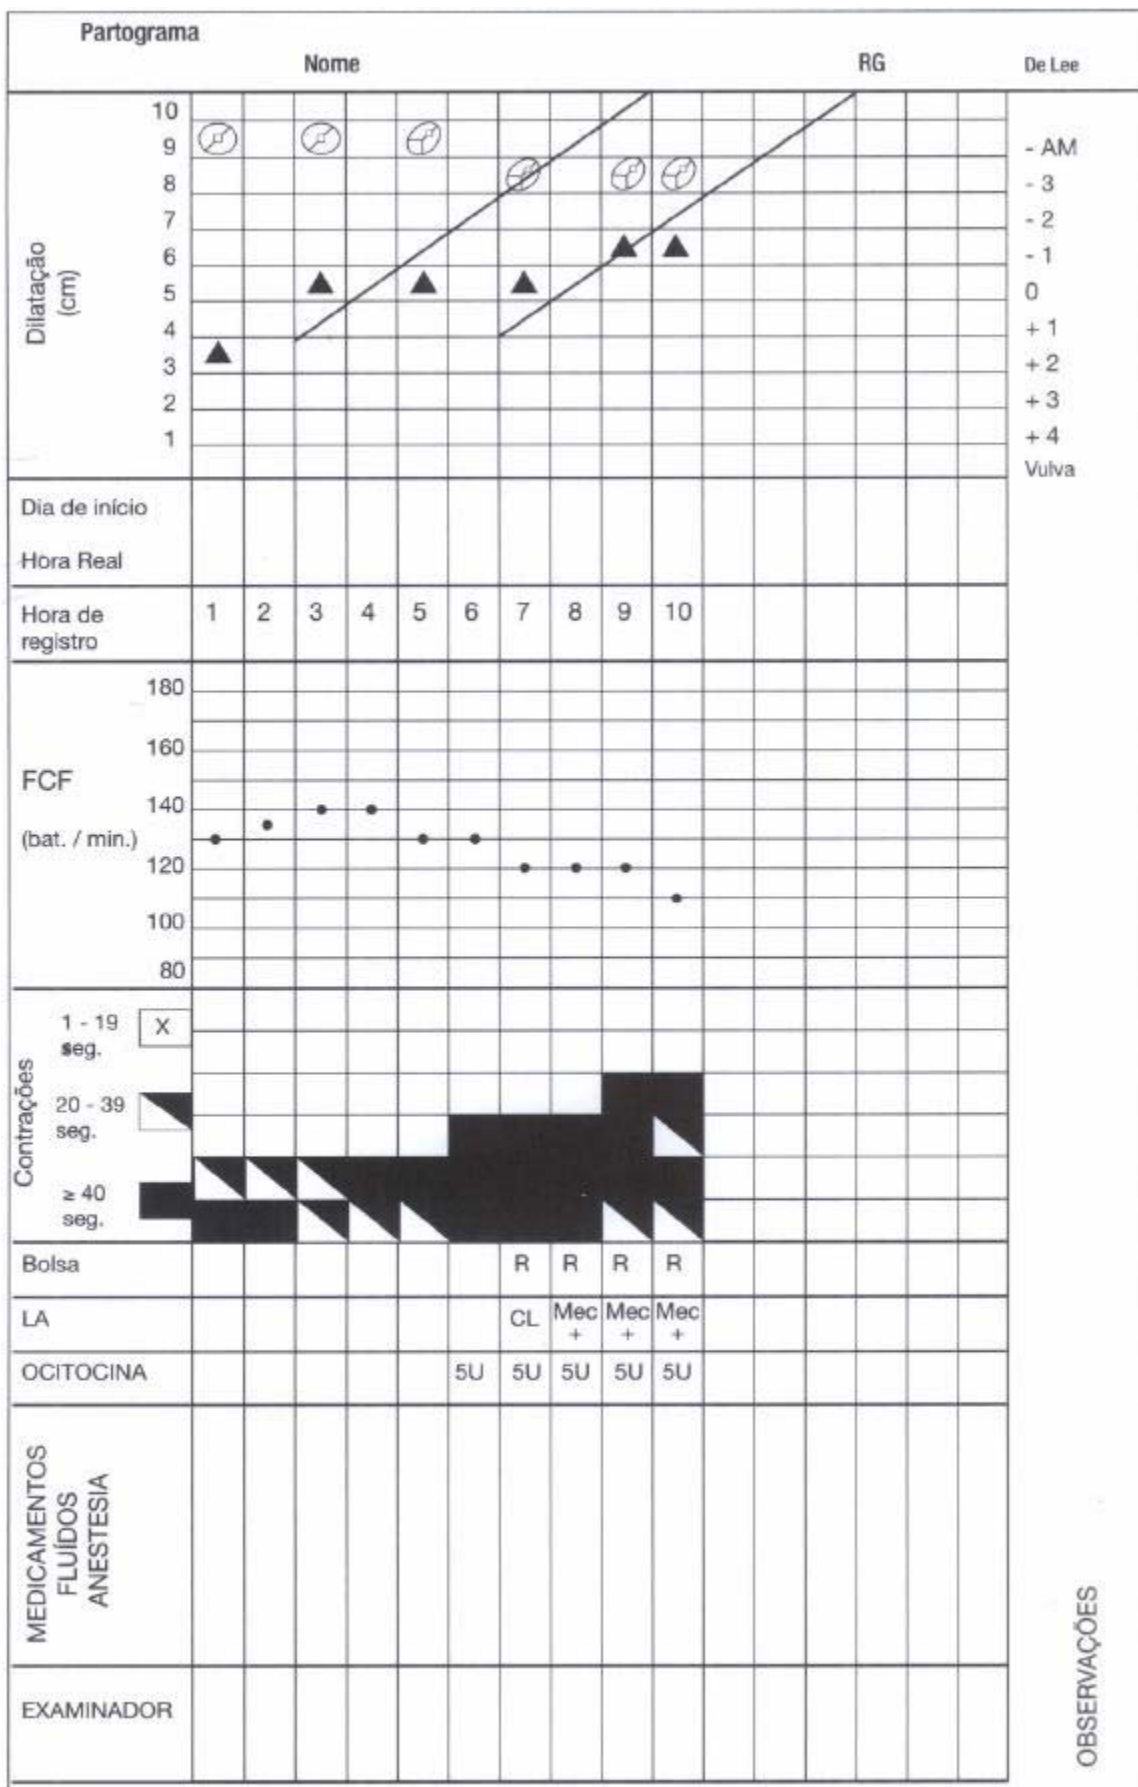 Partograma
Nome RG De Lee
10
9 - AM
8 - 3
7 - 2
6 - 1
5 0
4 + 1
3 + 2
2 + 3
1 + 4
Vulva
Dilatação
(cm)
Dia de início
Hora Real
Hora de
registro
1 2 3 4 5 6 7 8 9 10
180
160
FCF
140
(bat. / min.)
120
100
80
Contrações
1 - 19 X
seg.
20 - 39
seg.
≥ 40
seg.
Bolsa R R R R
LA CL Mec Mec Mec
+ + +
OCITOCINA 5U 5U 5U 5U 5U
MEDICAMENTOS
FLUÍDOS
ANESTESIA
OBSERVAÇÕES
EXAMINADOR